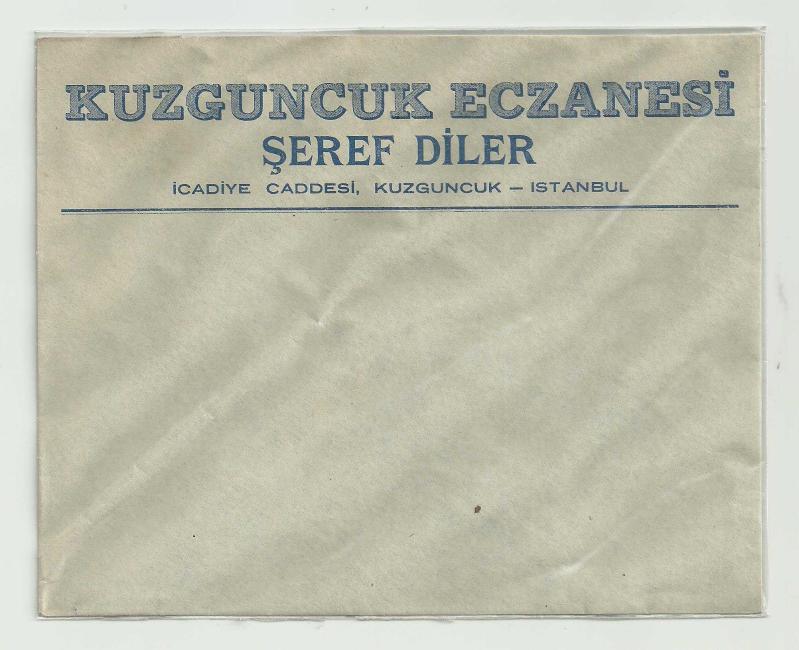 KUZGUNCUK ECZANESİ
ŞEREF DİLER
İCADİYE CADDESİ, KUZGUNCUK — ISTANBUL